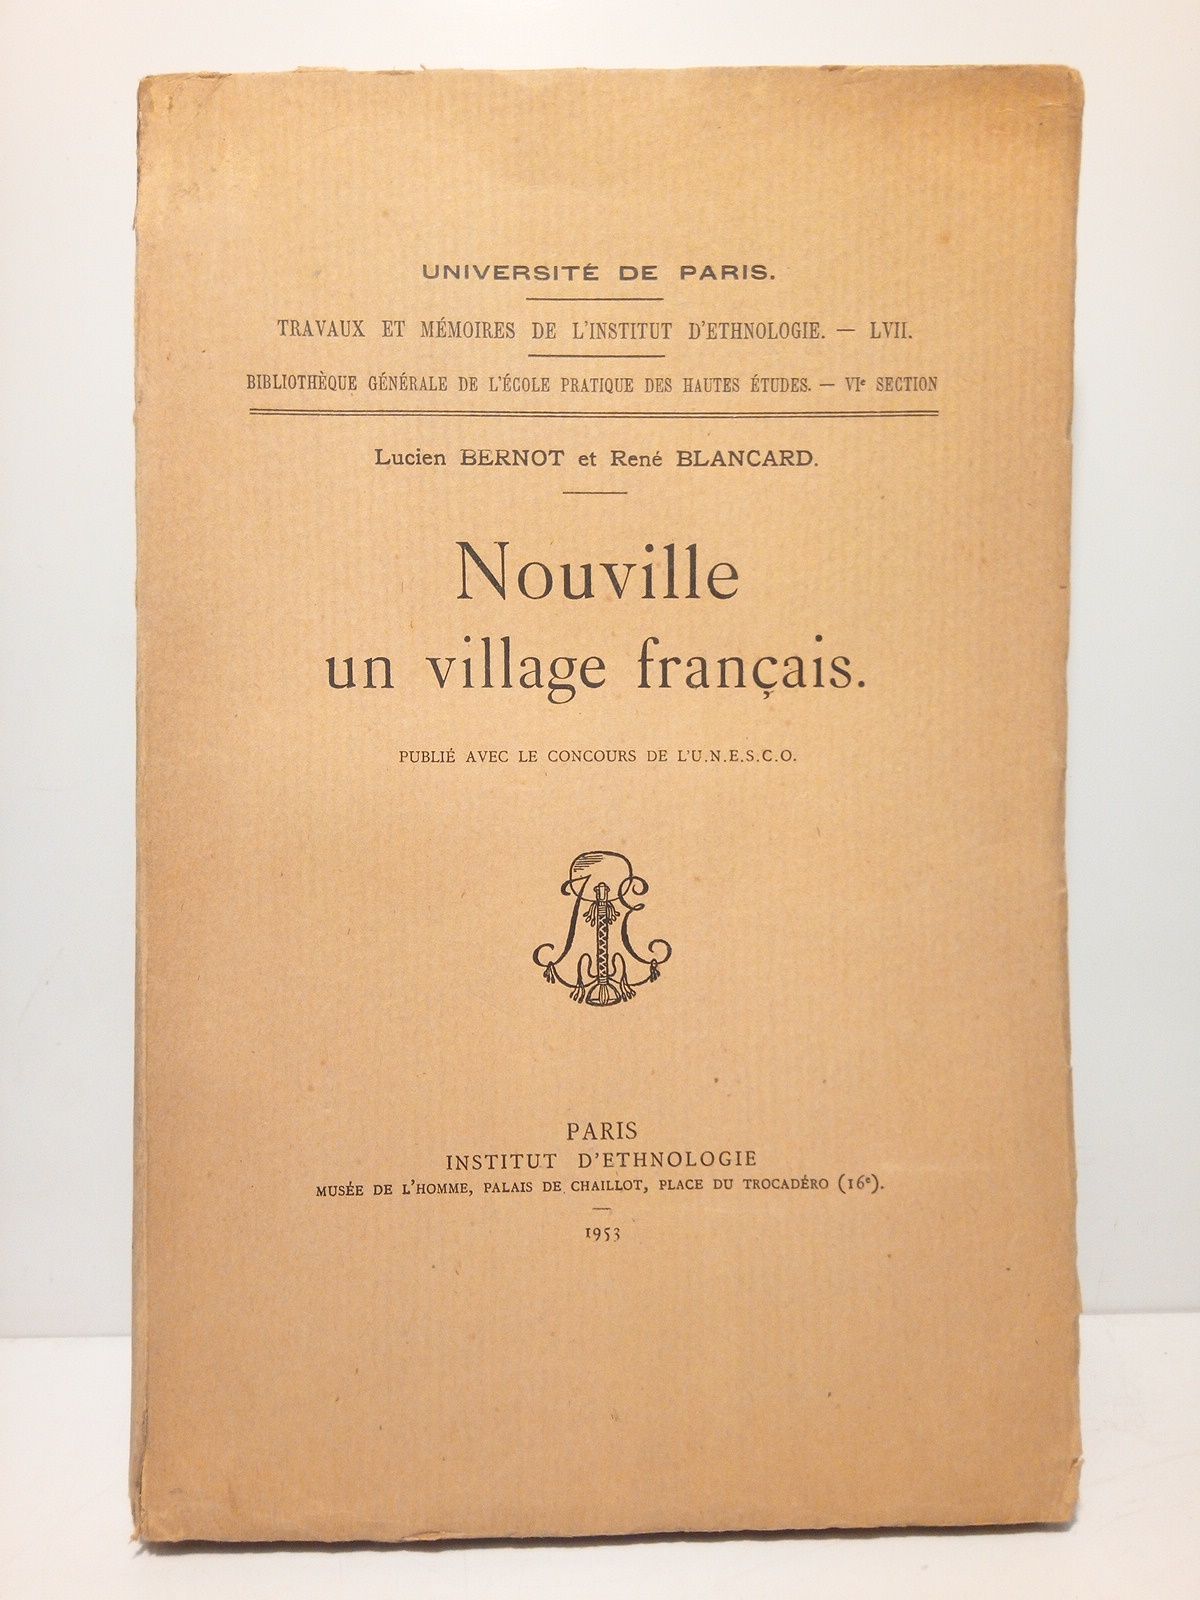 UNIVERSITÉ DE PARIS.
TRAVAUX ET MÉMOIRES DE L'INSTITUT D'ETHNOLOGIE. — LVII.
BIBLIOTHÈQUE GÉNÉRALE DE L'ÉCOLE PRATIQUE DES HAUTES ÉTUDES. — VIe SECTION
Lucien BERNOT et René BLANCARD.
Nouville
un village français.
PUBLIÉ AVEC LE CONCOURS DE L'U.N.E.S.C.O.
PARIS
INSTITUT D'ETHNOLOGIE
MUSÉE DE L'HOMME, PALAIS DE CHAILLOT, PLACE DU TROCADÉRO (16e).
1953